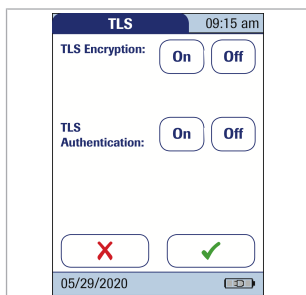 TLS 09:15 am
TLS Encryption: On Off
TLS
Authentication: On Off
05/29/2020